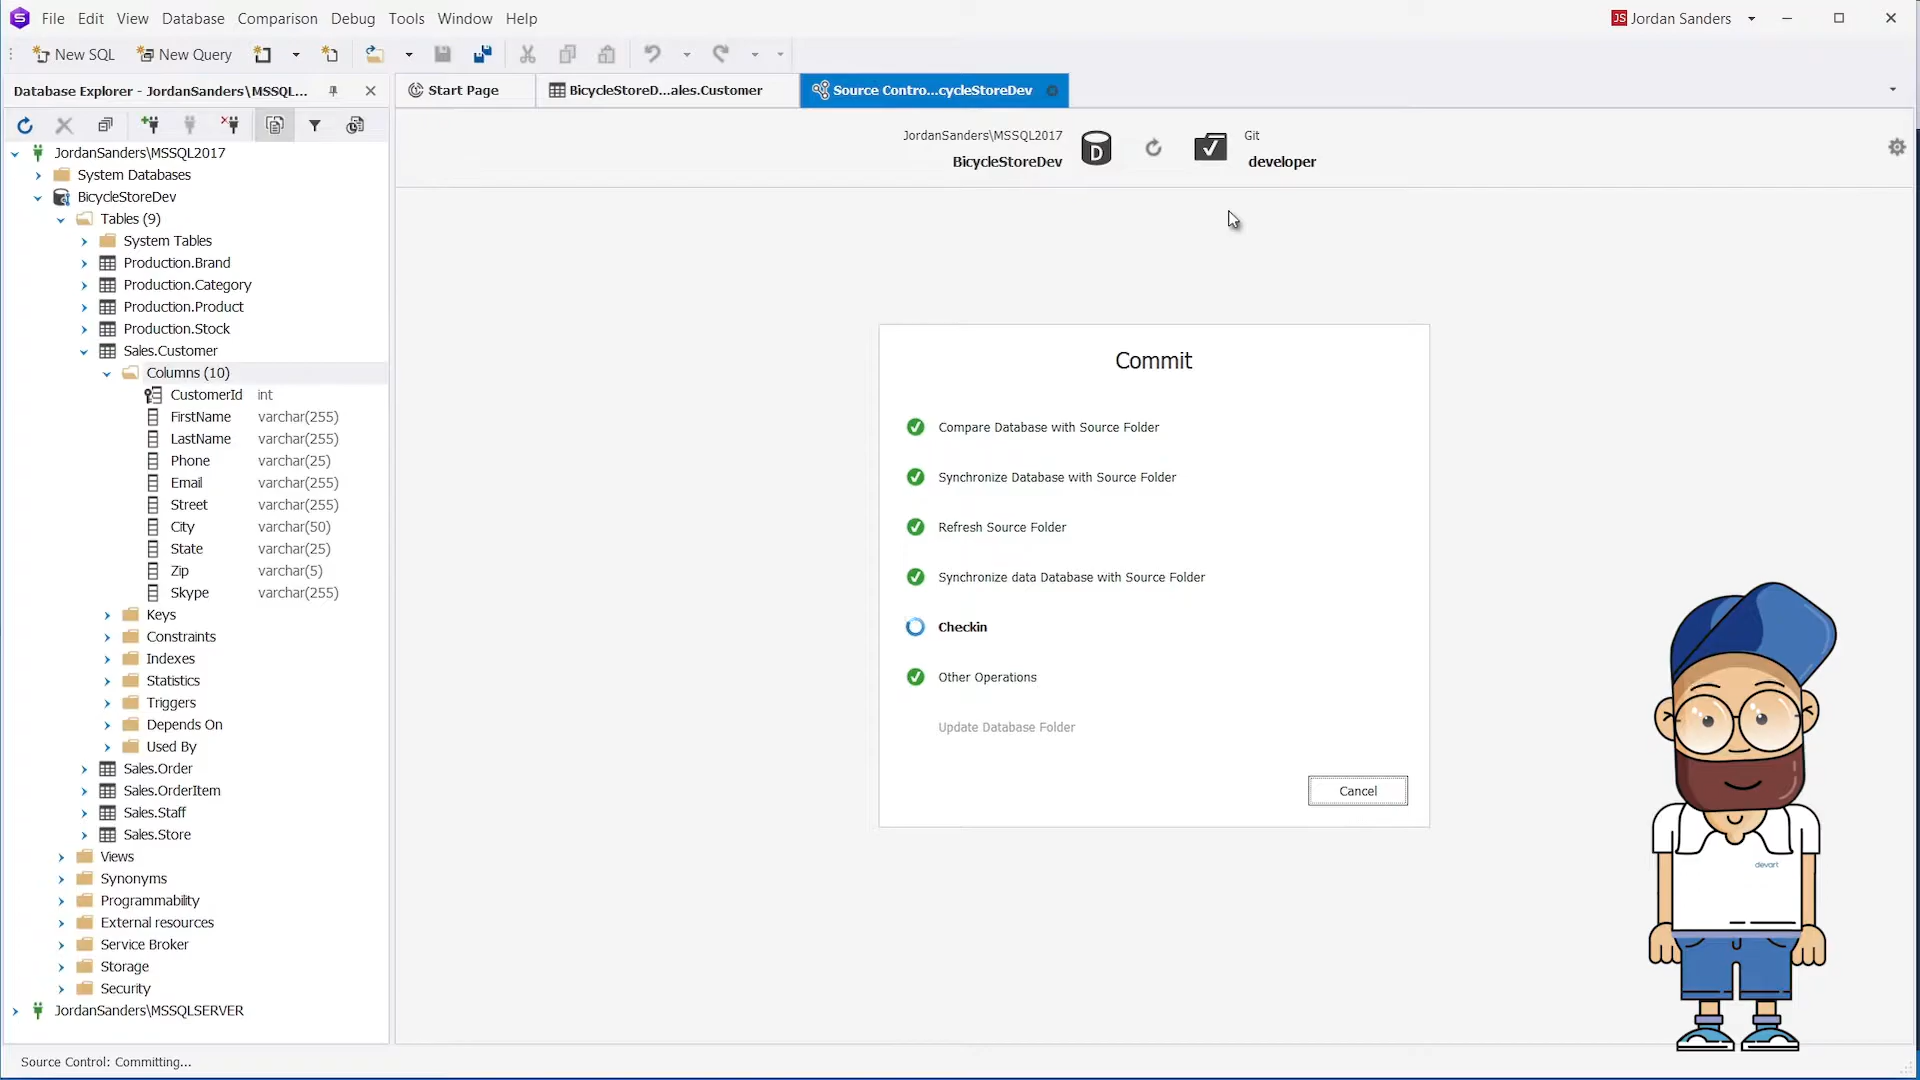 File Edit View Database Comparison Debug Tools Window Help
JS Jordan Sanders
New SQL New Query
Database Explorer - JordanSanders\MSSQL...
Start Page BicycleStoreD...ales.Customer Source Contro...cycleStoreDev
JordanSanders\MSSQL2017
BicycleStoreDev
D
Git
developer
JordanSanders\MSSQL2017
System Databases
BicycleStoreDev
Tables (9)
System Tables
Production.Brand
Production.Category
Production.Product
Production.Stock
Sales.Customer
Columns (10)
CustomerId int
FirstName varchar(255)
LastName varchar(255)
Phone varchar(25)
Email varchar(255)
Street varchar(255)
City varchar(50)
State varchar(25)
Zip varchar(5)
Skype varchar(255)
Keys
Constraints
Indexes
Statistics
Triggers
Depends On
Used By
Sales.Order
Sales.OrderItem
Sales.Staff
Sales.Store
Views
Synonyms
Programmability
External resources
Service Broker
Storage
Security
JordanSanders\MSSQLSERVER
Commit
Compare Database with Source Folder
Synchronize Database with Source Folder
Refresh Source Folder
Synchronize data Database with Source Folder
Checkin
Other Operations
Update Database Folder
Cancel
devart
Source Control: Committing...